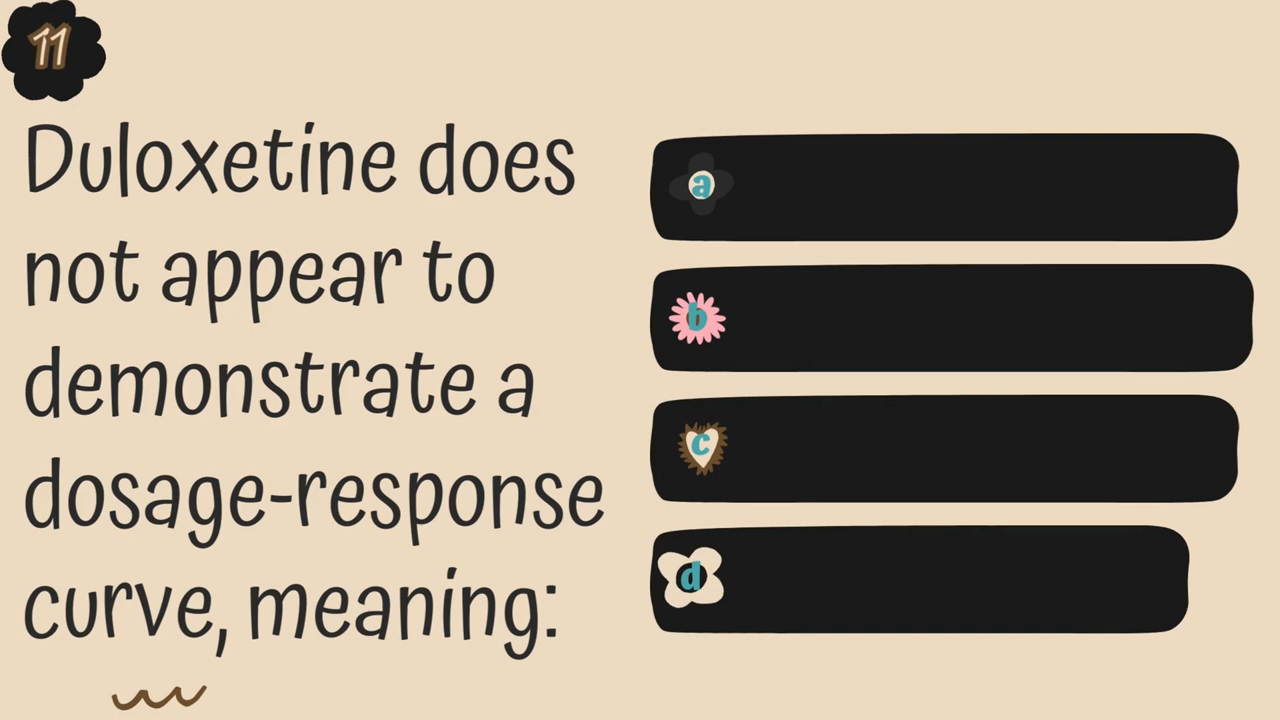 11
Duloxetine does
not appear to
demonstrate a
dosage-response
curve, meaning:
a
b
c
d